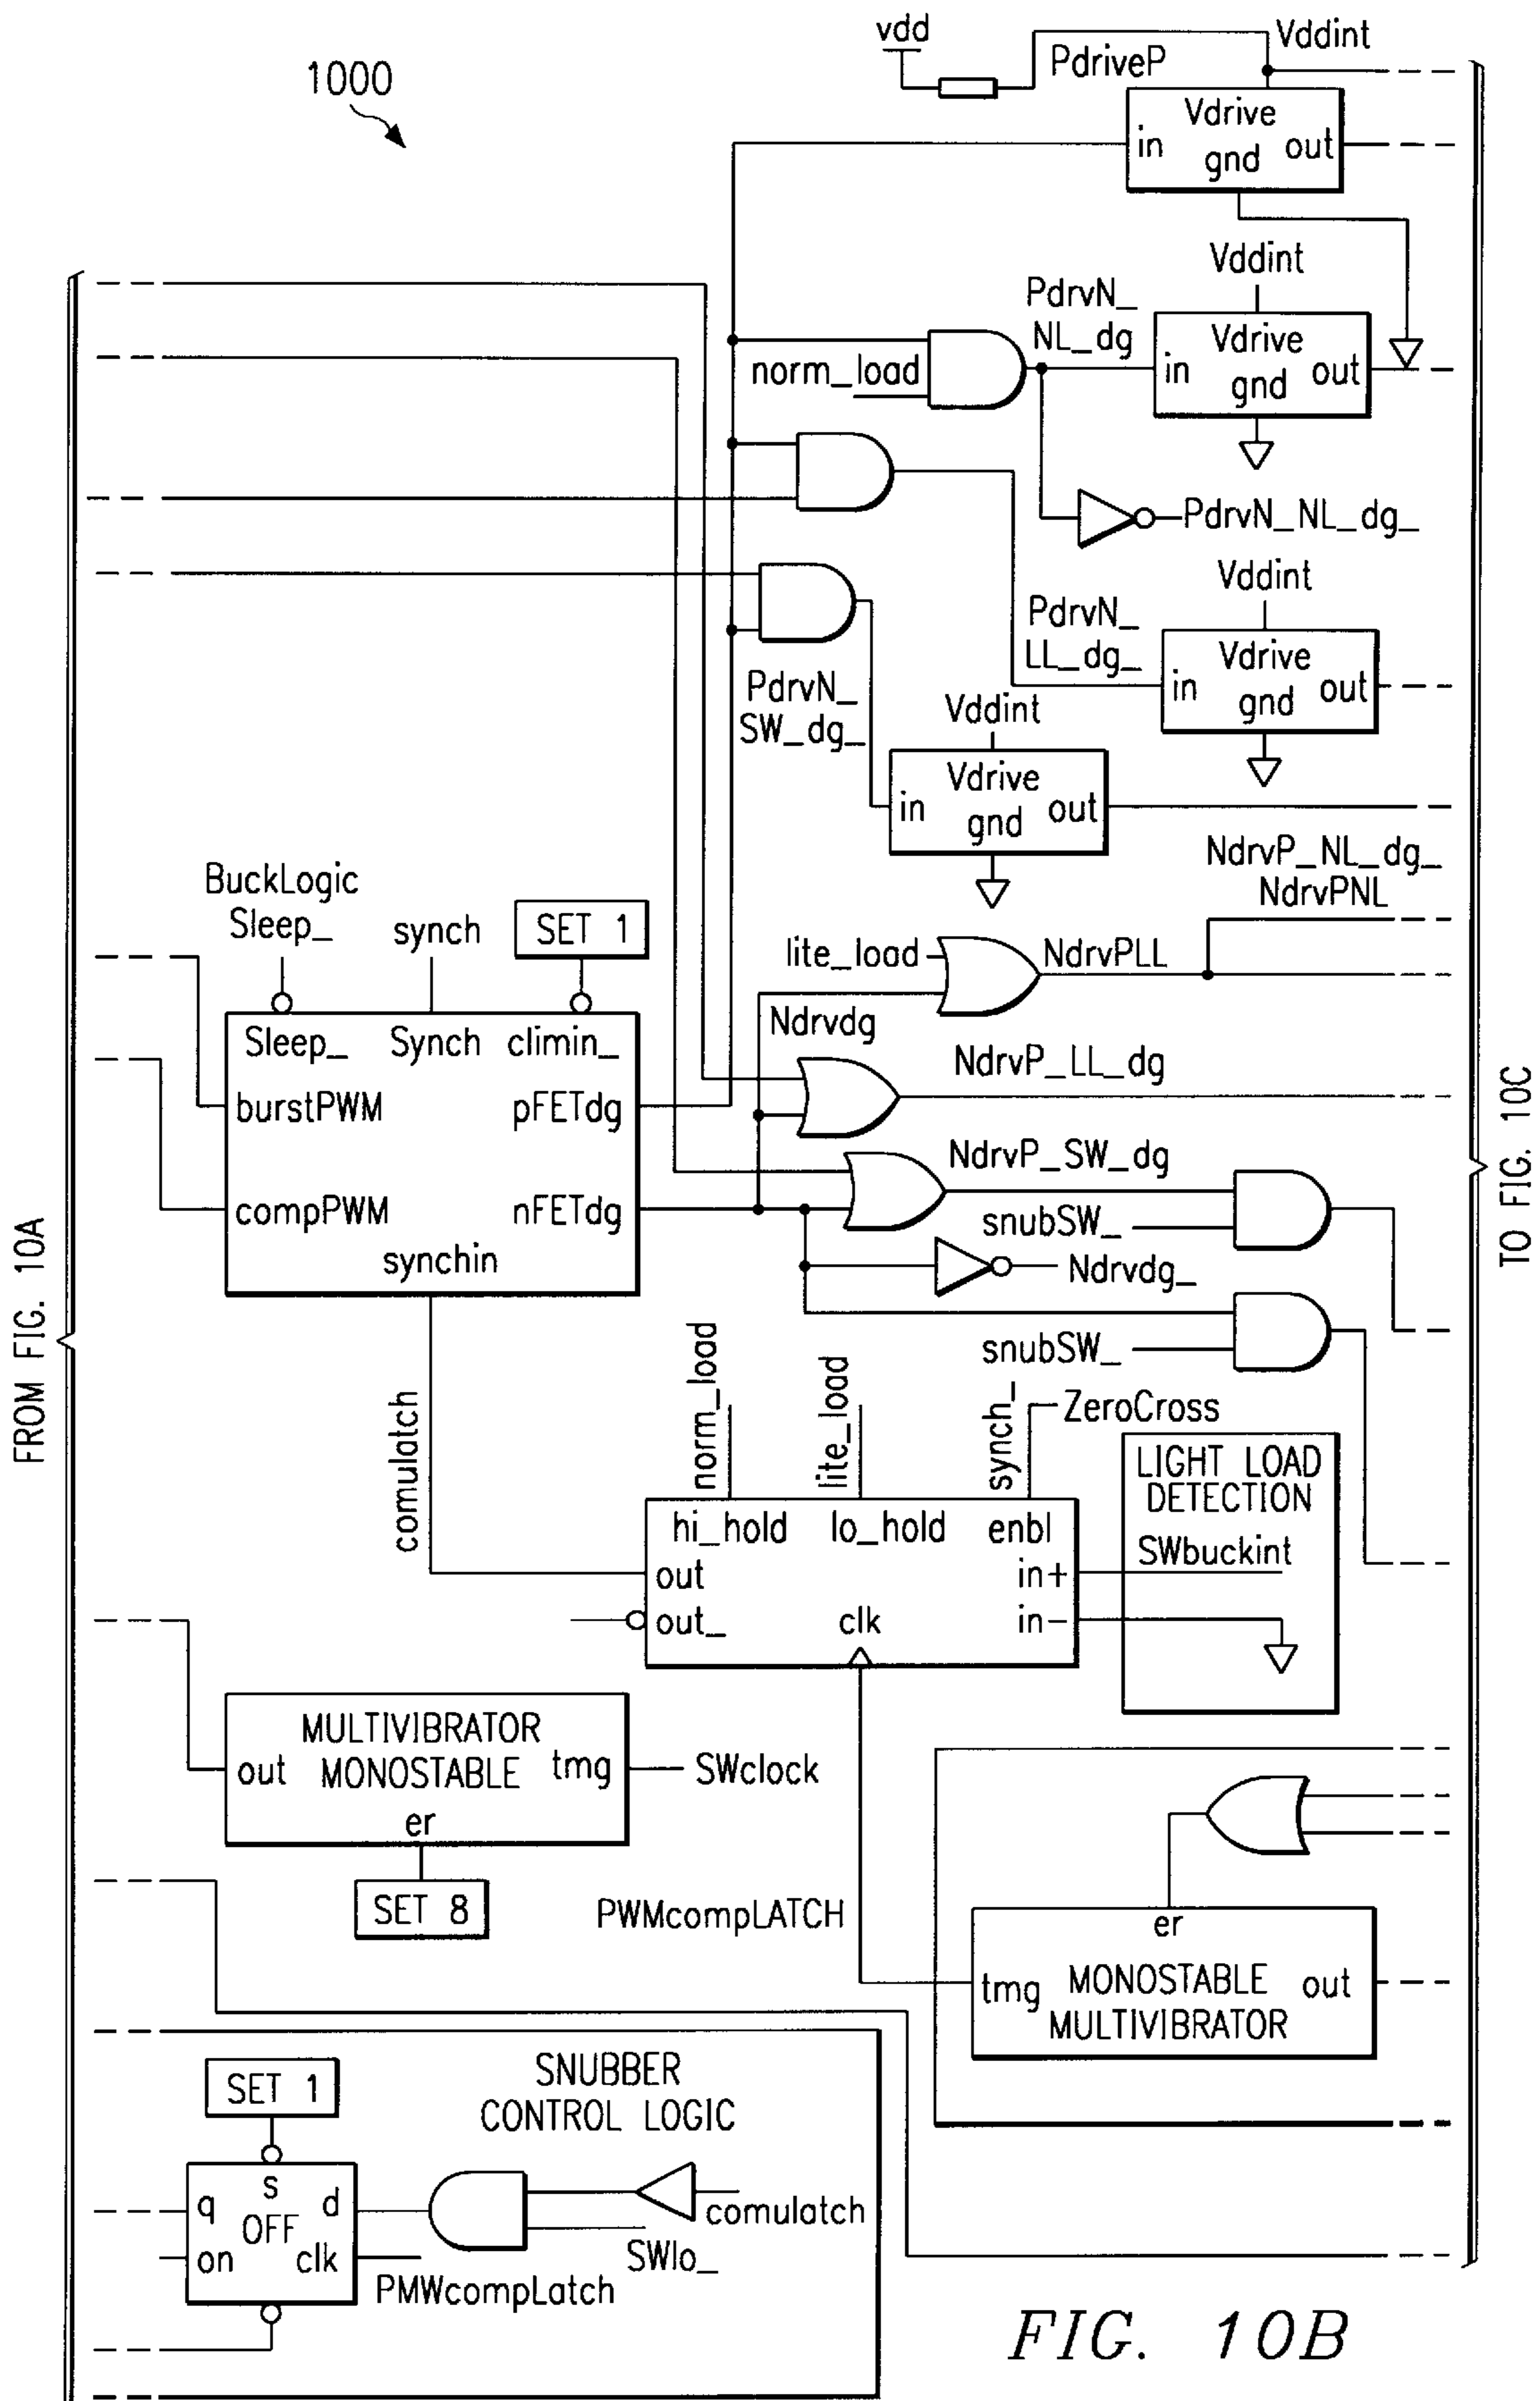 vdd
Vddint
PdriveP
1000
Vdrive
in
gnd
out
Vddint
PdrvN_
NL_dg
norm_load
Vdrive
in
gnd
out
PdrvN_NL_dg_
Vddint
PdrvN_
LL_dg_
Vdrive
in
gnd
out
PdrvN_
SW_dg_
Vddint
Vdrive
in
gnd
out
NdrvP_NL_dg_
NdrvPNL
BuckLogic
Sleep_
synch
SET 1
lite_load
NdrvPLL
Ndrvdg
Sleep_
Synch
climin_
burstPWM
pFETdg
compPWM
nFETdg
synchin
NdrvP_LL_dg
NdrvP_SW_dg
snubSW_
Ndrvdg_
snubSW_
FROM FIG. 10A
TO FIG. 10C
comulatch
norm_load
lite_load
synch_
ZeroCross
LIGHT LOAD
DETECTION
SWbuckint
hi_hold
lo_hold
enbl
out
in+
out_
clk
in−
MULTIVIBRATOR
MONOSTABLE
out
tmg
er
SWclock
SET 8
PWMcompLATCH
er
tmg
MONOSTABLE
MULTIVIBRATOR
out
SNUBBER
CONTROL LOGIC
SET 1
s
q
d
OFF
on
clk
comulatch
SWlo_
PMWcompLatch
FIG. 10B